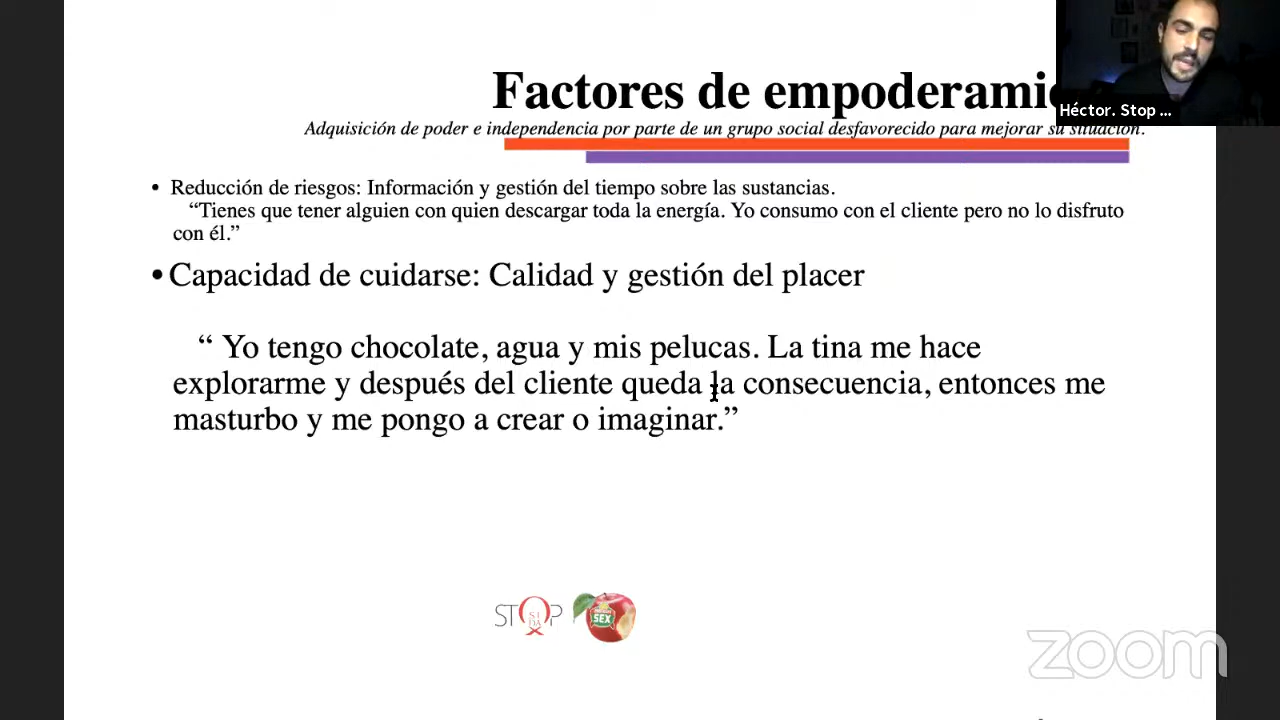 Factores de empoderami
Héctor. Stop ...
Adquisición de poder e independencia por parte de un grupo social desfavorecido para mejorar su situación.
• Reducción de riesgos: Información y gestión del tiempo sobre las sustancias.
“Tienes que tener alguien con quien descargar toda la energía. Yo consumo con el cliente pero no lo disfruto
con él.”
• Capacidad de cuidarse: Calidad y gestión del placer
“ Yo tengo chocolate, agua y mis pelucas. La tina me hace
explorarme y después del cliente queda la consecuencia, entonces me
masturbo y me pongo a crear o imaginar.”
STOP
SIDA
SEX
zoom